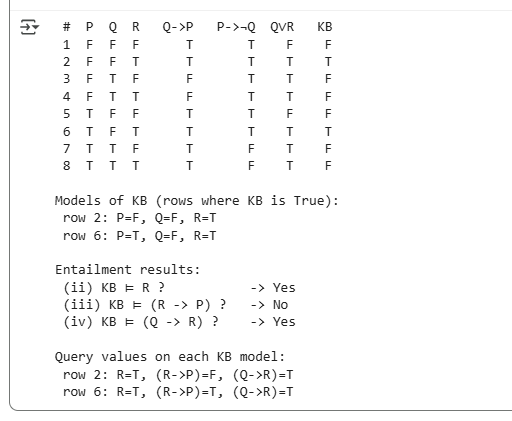 # P Q R Q->P P->¬Q Q∨R KB
1 F F F T T F F
2 F F T T T T T
3 F T F F T T F
4 F T T F T T F
5 T F F T T F F
6 T F T T T T T
7 T T F T F T F
8 T T T T F T F
Models of KB (rows where KB is True):
row 2: P=F, Q=F, R=T
row 6: P=T, Q=F, R=T
Entailment results:
(ii) KB ⊨ R ? -> Yes
(iii) KB ⊨ (R -> P) ? -> No
(iv) KB ⊨ (Q -> R) ? -> Yes
Query values on each KB model:
row 2: R=T, (R->P)=F, (Q->R)=T
row 6: R=T, (R->P)=T, (Q->R)=T